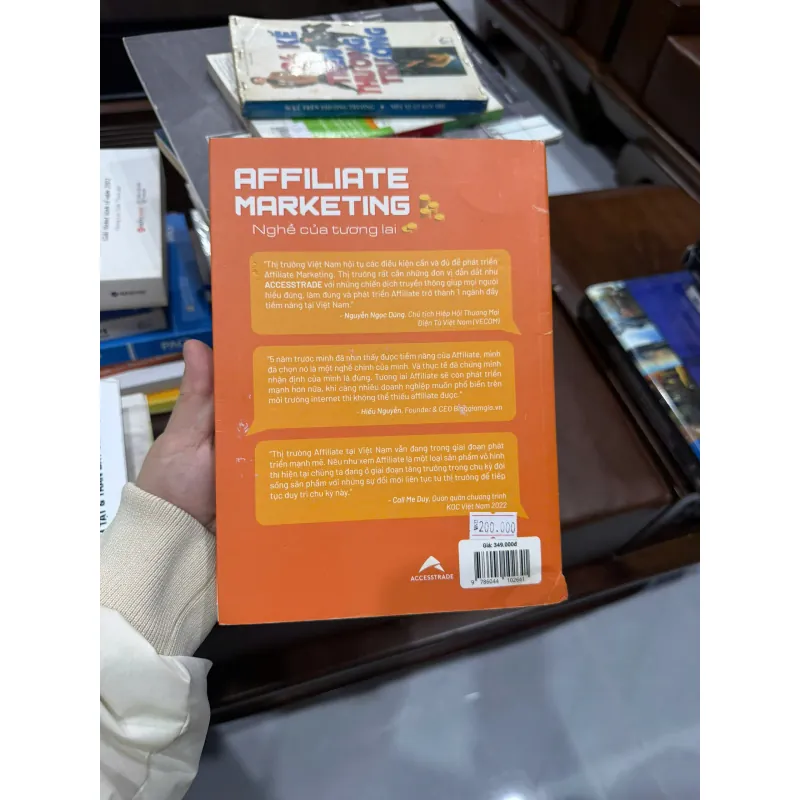 AFFILIATE
MARKETING
Nghề của tương lai
"Thị trường Việt Nam hội tụ các điều kiện cần và đủ để phát triển
Affiliate Marketing. Thị trường rất cần những đơn vị dẫn dắt như
ACCESSTRADE với những chiến dịch truyền thông giúp mọi người
hiểu đúng, làm đúng và phát triển Affiliate trở thành 1 ngành đầy
tiềm năng tại Việt Nam."
- Nguyễn Ngọc Dũng, Chủ tịch Hiệp Hội Thương Mại
Điện Tử Việt Nam (VECOM)
"5 năm trước mình đã nhìn thấy được tiềm năng của Affiliate, mình
đã chọn nó là một nghề chính của mình. Và thực tế đã chứng minh
nhận định của mình là đúng. Tương lai Affiliate sẽ còn phát triển
mạnh hơn nữa, khi càng nhiều doanh nghiệp muốn phổ biến trên
môi trường internet thì không thể thiếu affiliate được."
- Hiếu Nguyễn, Founder & CEO Bloggiamgia.vn
"Thị trường Affiliate tại Việt Nam vẫn đang trong giai đoạn phát
triển mạnh mẽ. Nếu như xem Affiliate là một loại sản phẩm vô hình
thì hiện tại chúng ta đang ở giai đoạn tăng trưởng trong chu kỳ đời
sống sản phẩm với những sự đổi mới liên tục từ thị trường để tiếp
tục duy trì chu kỳ này."
- Call Me Duy, Quán quân chương trình
KOC Việt Nam 2022
200.000
Giá: 349.000đ
9 786044 102641
ACCESSTRADE